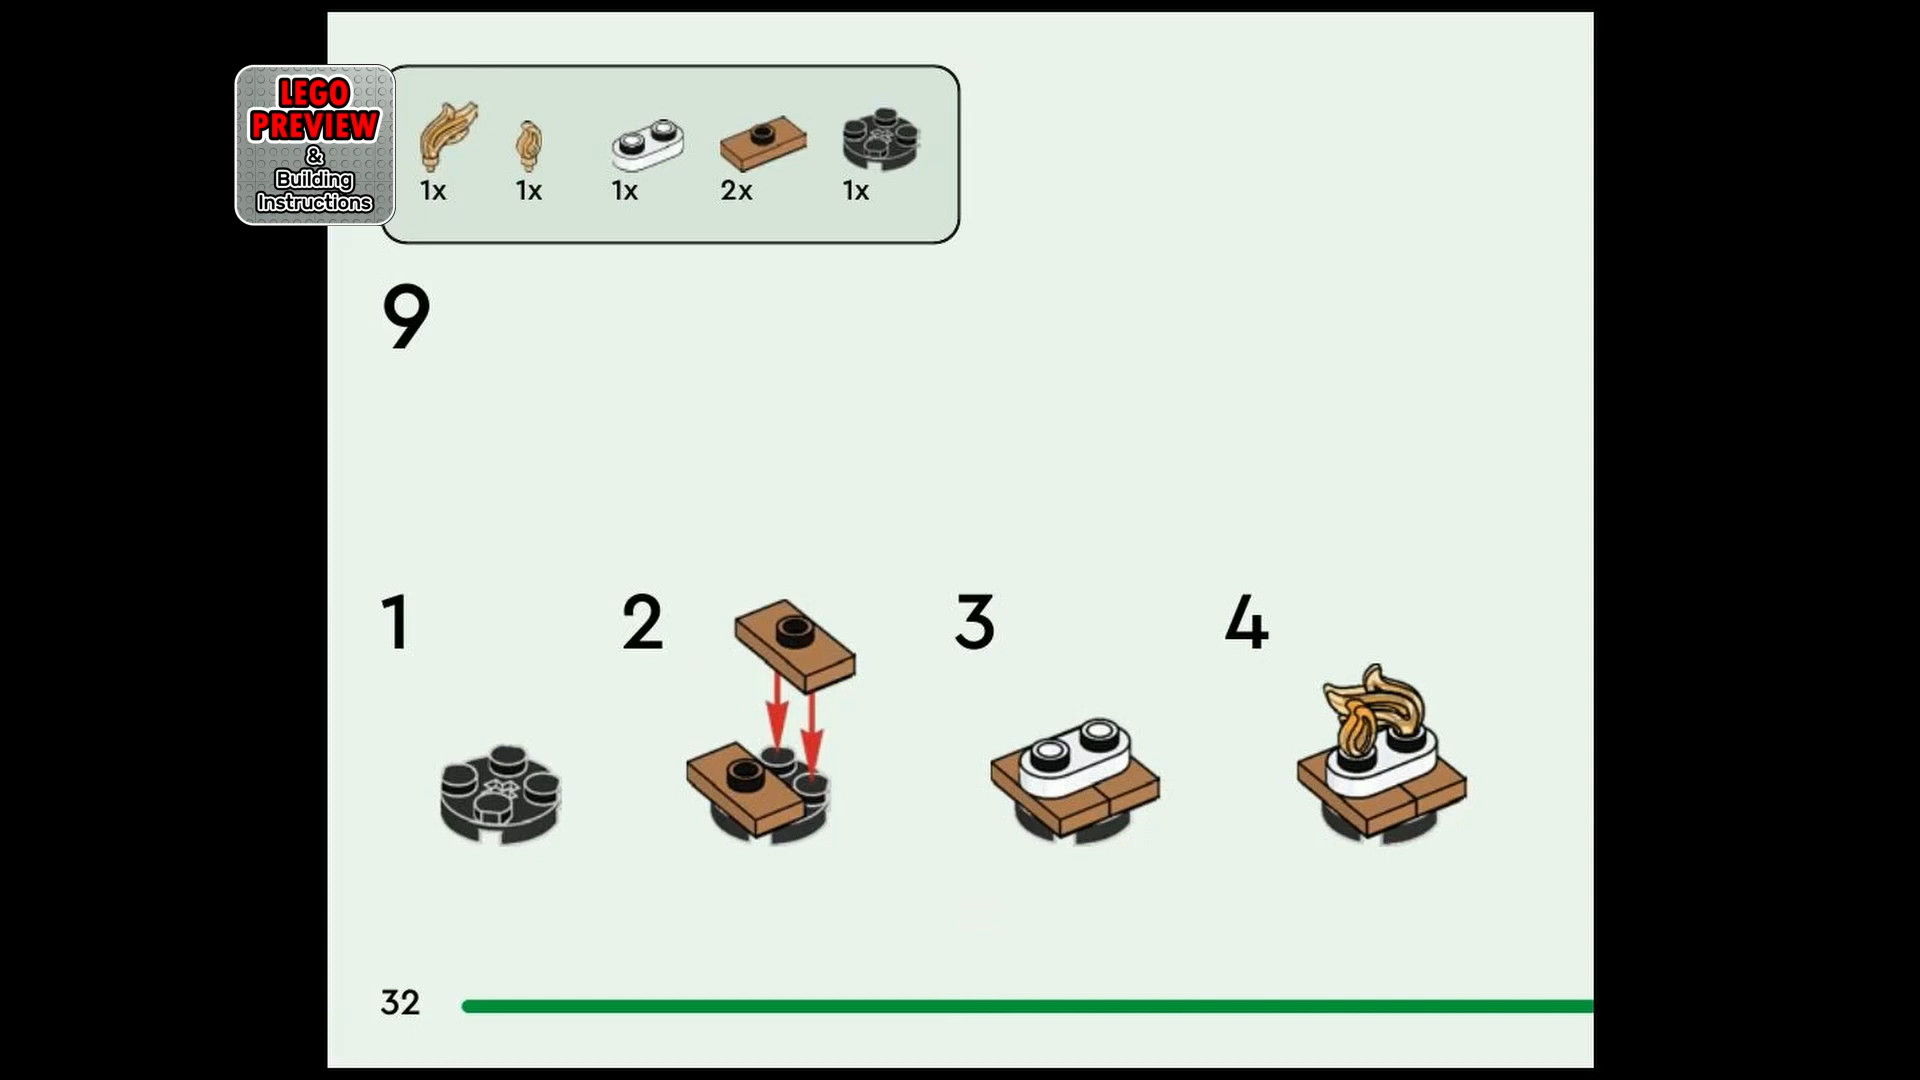 LEGO
PREVIEW
&
Building
Instructions
1x 1x 1x 2x 1x
9
1 2 3 4
32